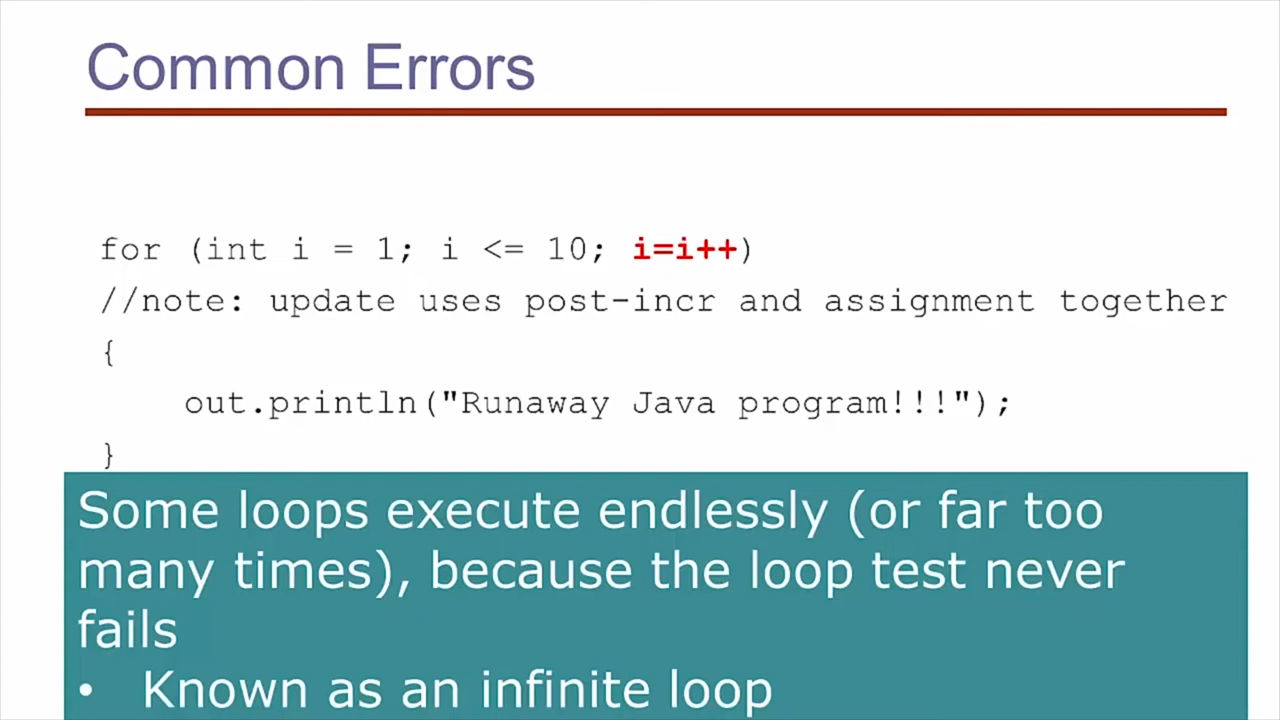 Common Errors
for (int i = 1; i <= 10; i=i++)
//note: update uses post-incr and assignment together
{
out.println("Runaway Java program!!!");
}
Some loops execute endlessly (or far too
many times), because the loop test never
fails
• Known as an infinite loop